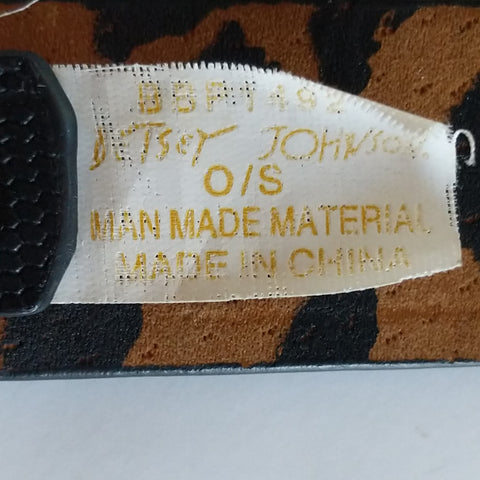 BBP1492
BETSEY JOHNSON.
O/S
MAN MADE MATERIAL
MADE IN CHINA